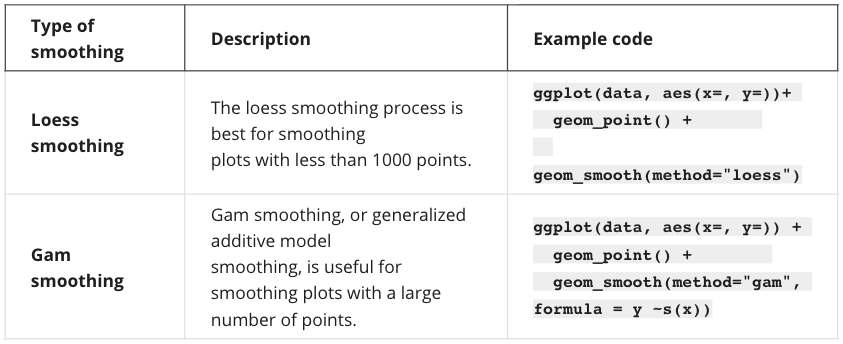 Type of
smoothing
Description
Example code
Loess
smoothing
The loess smoothing process is
best for smoothing
plots with less than 1000 points.
ggplot(data, aes(x=, y=))+
geom_point() +
geom_smooth(method="loess")
Gam
smoothing
Gam smoothing, or generalized
additive model
smoothing, is useful for
smoothing plots with a large
number of points.
ggplot(data, aes(x=, y=)) +
geom_point() +
geom_smooth(method="gam",
formula = y ~s(x))